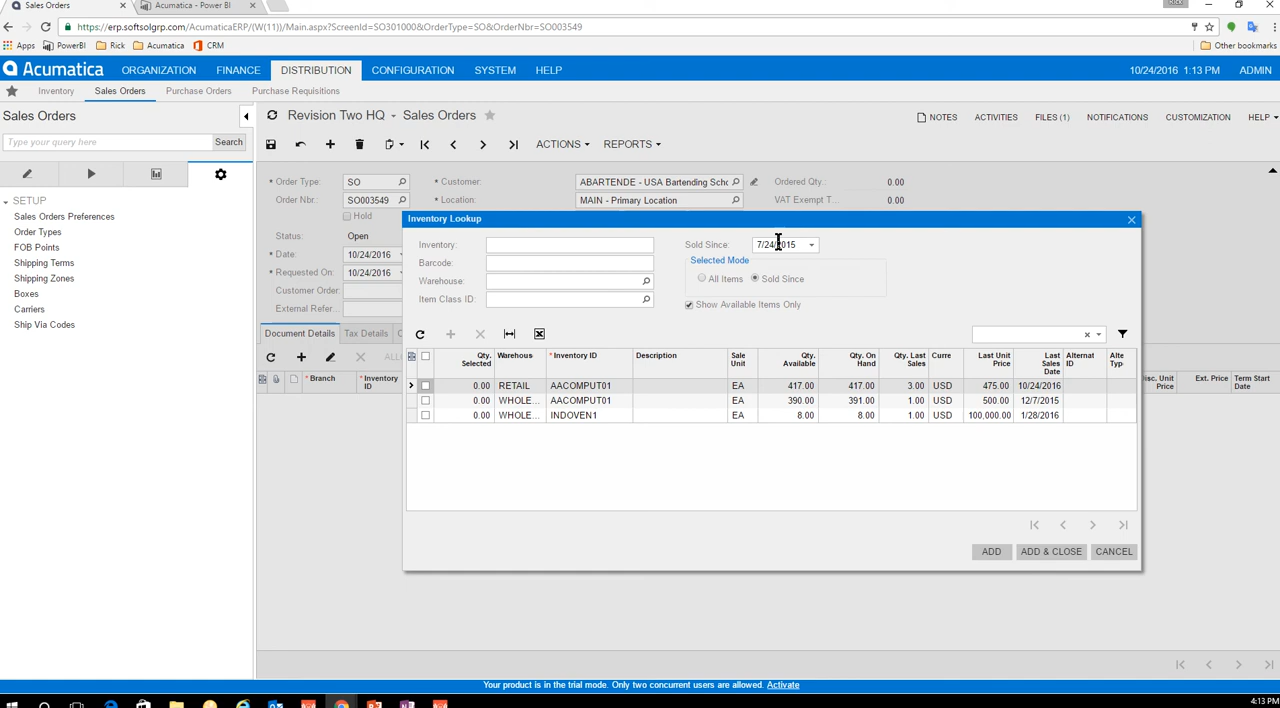 Sales Orders
Acumatica - Power BI
Rick
https://erp.softsolgrp.com/AcumaticaERP/(W(11))/Main.aspx?ScreenId=SO301000&OrderType=SO&OrderNbr=SO003549
Apps PowerBI Rick Acumatica CRM Other bookmarks
Acumatica ORGANIZATION FINANCE DISTRIBUTION CONFIGURATION SYSTEM HELP 10/24/2016 1:13 PM ADMIN
Inventory Sales Orders Purchase Orders Purchase Requisitions
Sales Orders
Type your query here Search
SETUP
Sales Orders Preferences
Order Types
FOB Points
Shipping Terms
Shipping Zones
Boxes
Carriers
Ship Via Codes
Revision Two HQ Sales Orders
NOTES ACTIVITIES FILES (1) NOTIFICATIONS CUSTOMIZATION HELP
ACTIONS REPORTS
* Order Type: SO * Customer: ABARTENDE - USA Bartending Scho Ordered Qty.: 0.00
Order Nbr.: SO003549 * Location: MAIN - Primary Location VAT Exempt T... 0.00
Hold
Status: Open
* Date: 10/24/2016
* Requested On: 10/24/2016
Customer Order:
External Refer...
Document Details Tax Details
* Branch * Inventory ID
Disc. Unit Price Ext. Price Term Start Date
Inventory Lookup
Inventory: Sold Since: 7/24/2015
Barcode: Selected Mode
Warehouse: All Items Sold Since
Item Class ID: Show Available Items Only
Qty. Selected Warehous * Inventory ID Description Sale Unit Qty. Available Qty. On Hand Qty. Last Sales Curre Last Unit Price Last Sales Date Alternat ID Alte Typ
0.00 RETAIL AACOMPUT01 EA 417.00 417.00 3.00 USD 475.00 10/24/2016
0.00 WHOLE... AACOMPUT01 EA 390.00 391.00 1.00 USD 500.00 12/7/2015
0.00 WHOLE... INDOVEN1 EA 8.00 8.00 1.00 USD 100,000.00 1/28/2016
ADD ADD & CLOSE CANCEL
Your product is in the trial mode. Only two concurrent users are allowed. Activate
4:13 PM